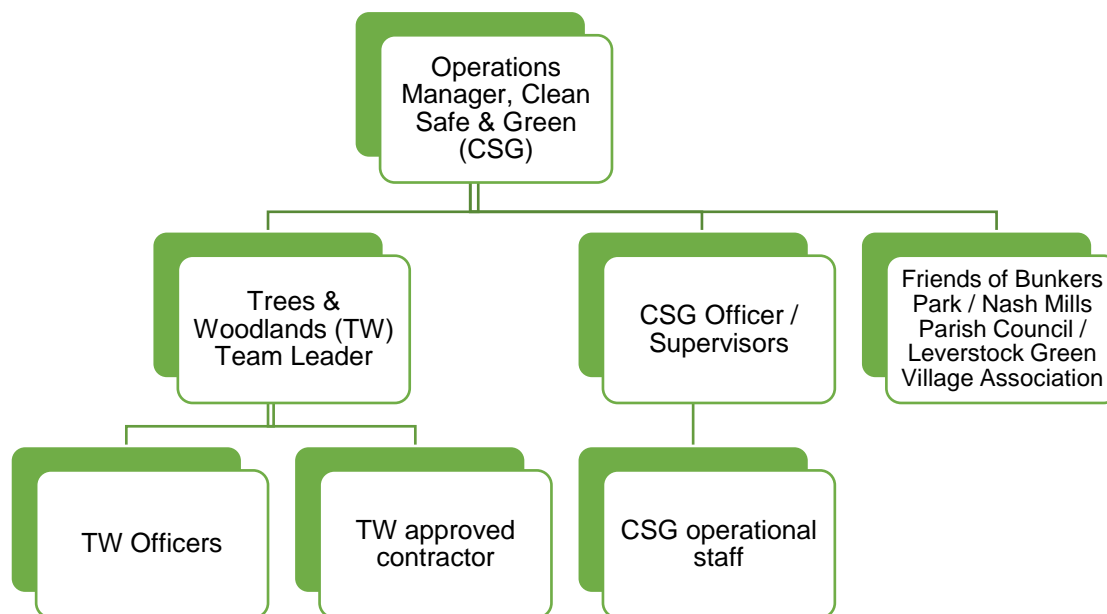 Operations
Manager, Clean
Safe & Green
(CSG)
Trees &
Woodlands (TW)
Team Leader
CSG Officer /
Supervisors
Friends of Bunkers
Park / Nash Mills
Parish Council /
Leverstock Green
Village Association
TW Officers
TW approved
contractor
CSG operational
staff